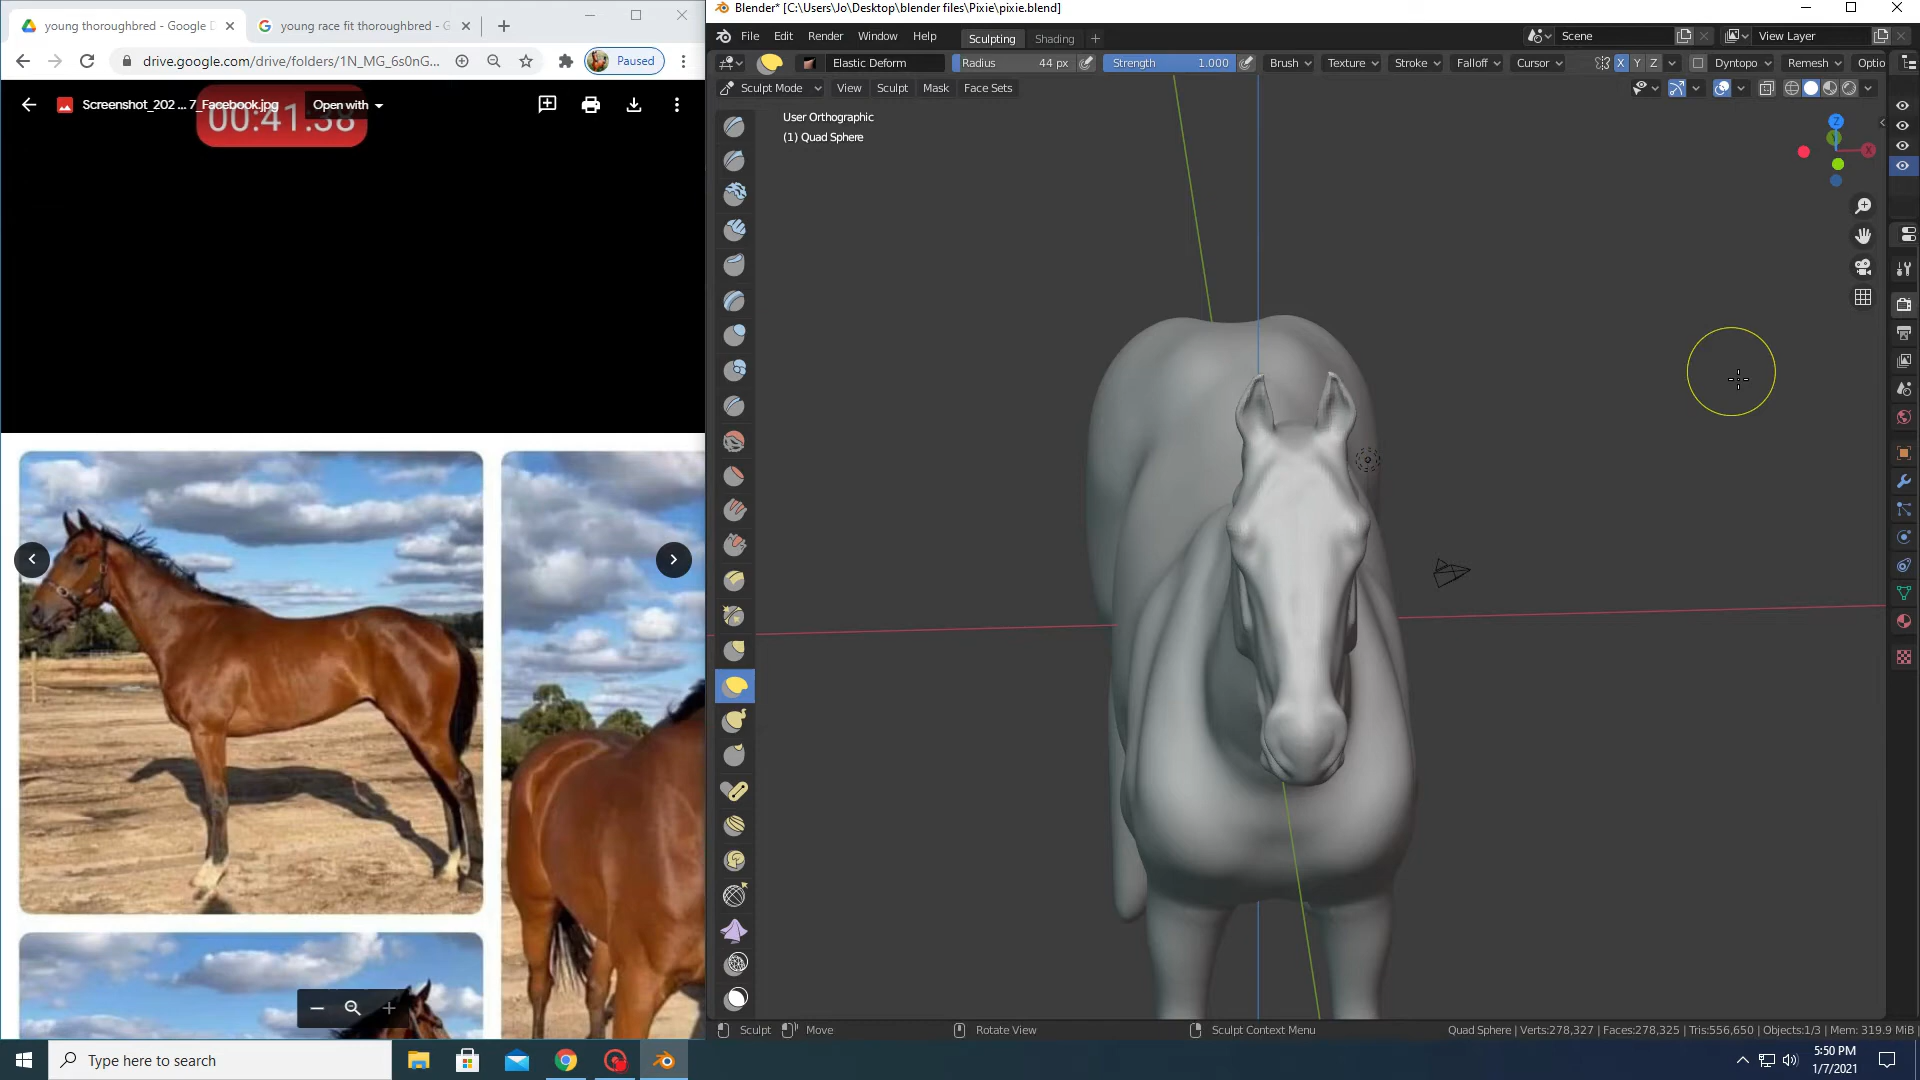 young thoroughbred - Google D
young race fit thoroughbred - G
drive.google.com/drive/folders/1N_MG_6s0nG...
Paused
Screenshot_202 ... 7_Facebook.jpg
Open with
00:41.38
Blender* [C:\Users\Jo\Desktop\blender files\Pixie\pixie.blend]
File Edit Render Window Help
Sculpting
Shading
Scene
View Layer
Elastic Deform
Radius 44 px
Strength 1.000
Brush
Texture
Stroke
Falloff
Cursor
X Y Z
Dyntopo
Remesh
Optio
Sculpt Mode
View Sculpt Mask Face Sets
User Orthographic
(1) Quad Sphere
Z
X
Sculpt
Move
Rotate View
Sculpt Context Menu
Quad Sphere | Verts:278,327 | Faces:278,325 | Tris:556,650 | Objects:1/3 | Mem: 319.9 MiB
Type here to search
5:50 PM
1/7/2021